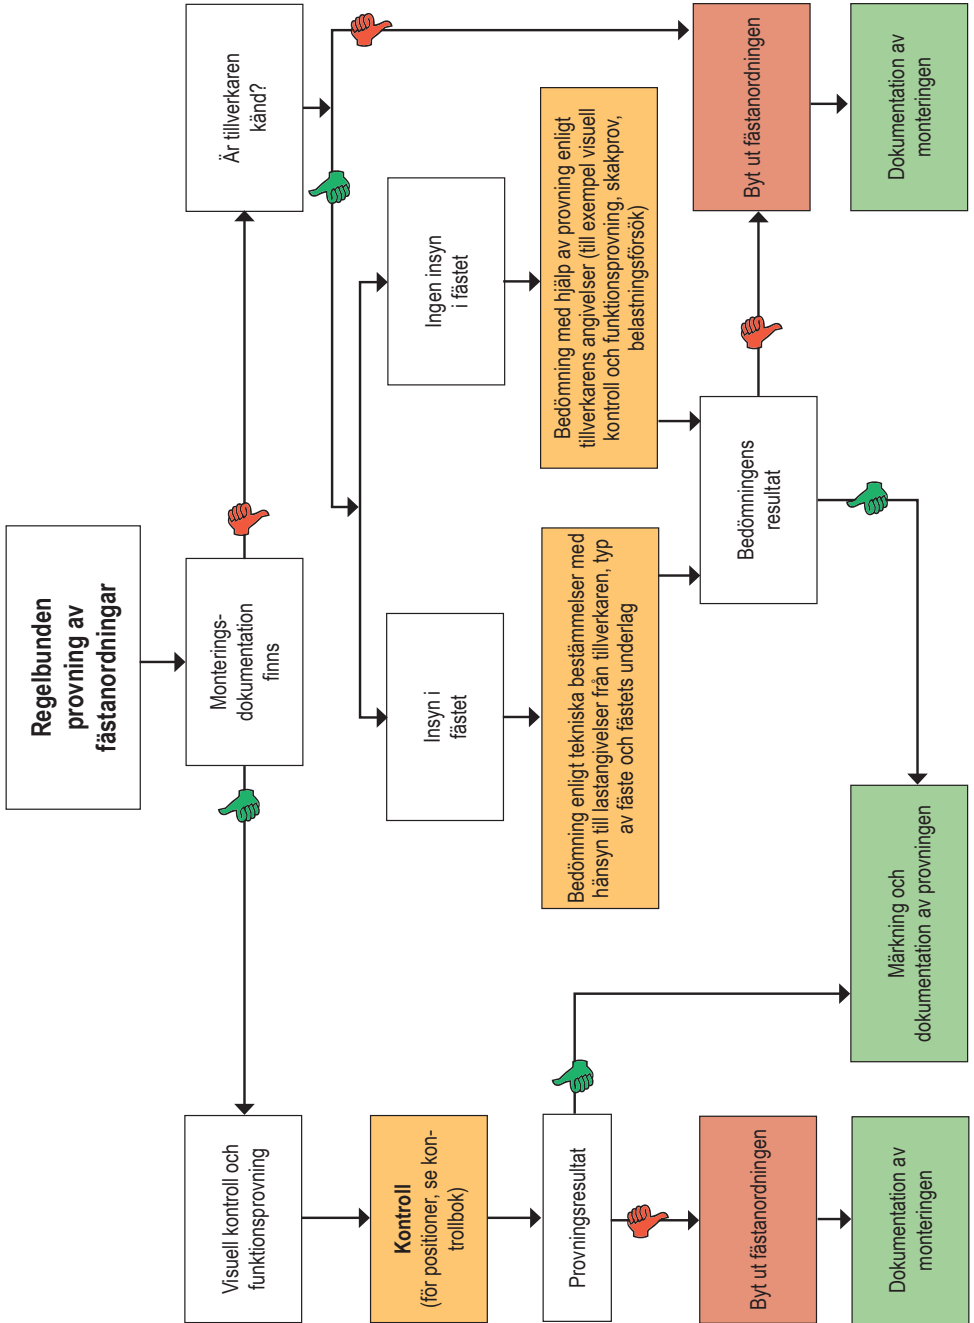 Regelbunden
provning av
fästanordningar
Monterings-
dokumentation
finns
Visuell kontroll och
funktionsprovning
Kontroll
(för positioner, se kon-
trollbok)
Provningsresultat
Byt ut fästanordningen
Dokumentation av
monteringen
Märkning och
dokumentation av provningen
Är tillverkaren
känd?
Insyn i
fästet
Bedömning enligt tekniska bestämmelser med
hänsyn till lastangivelser från tillverkaren, typ
av fäste och fästets underlag
Ingen insyn
i fästet
Bedömning med hjälp av provning enligt
tillverkarens angivelser (till exempel visuell
kontroll och funktionsprovning, skakprov,
belastningsförsök)
Bedömningens
resultat
Byt ut fästanordningen
Dokumentation av
monteringen